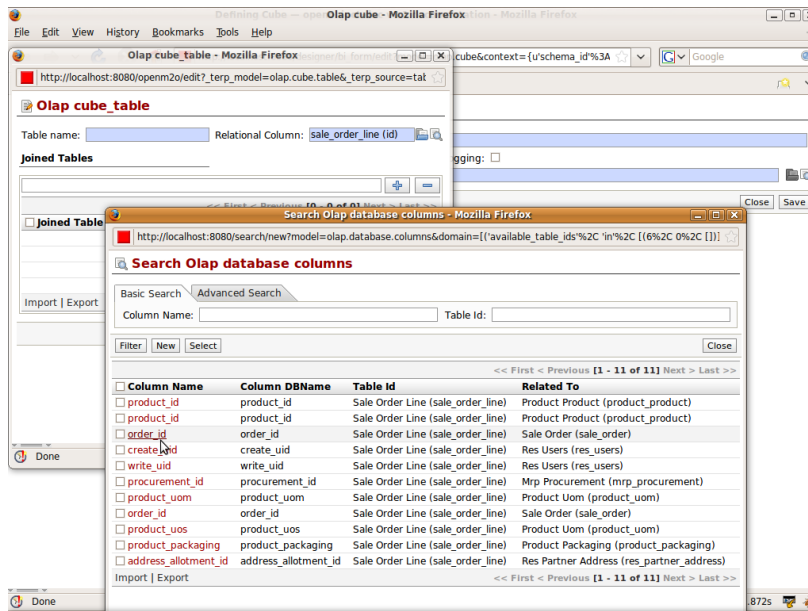 Olap cube - Mozilla Firefox
File Edit View History Bookmarks Tools Help
Olap cube_table - Mozilla Firefox
cube&context={u'schema_id'%3A
Google
http://localhost:8080/openm2o/edit?_terp_model=olap.cube.table&_terp_source=tal
Olap cube_table
Table name: Relational Column: sale_order_line (id)
gging:
Joined Tables
Close Save
<< First < Previous [0 - 0 of 0] Next > Last >>
Joined Table
Import | Export
Done
Search Olap database columns - Mozilla Firefox
http://localhost:8080/search/new?model=olap.database.columns&domain=[('available_table_ids'%2C 'in'%2C [(6%2C 0%2C [])]
Search Olap database columns
Basic Search Advanced Search
Column Name: Table Id:
Filter New Select Close
<< First < Previous [1 - 11 of 11] Next > Last >>
Column Name Column DBName Table Id Related To
product_id product_id Sale Order Line (sale_order_line) Product Product (product_product)
product_id product_id Sale Order Line (sale_order_line) Product Product (product_product)
order_id order_id Sale Order Line (sale_order_line) Sale Order (sale_order)
create_uid create_uid Sale Order Line (sale_order_line) Res Users (res_users)
write_uid write_uid Sale Order Line (sale_order_line) Res Users (res_users)
procurement_id procurement_id Sale Order Line (sale_order_line) Mrp Procurement (mrp_procurement)
product_uom product_uom Sale Order Line (sale_order_line) Product Uom (product_uom)
order_id order_id Sale Order Line (sale_order_line) Sale Order (sale_order)
product_uos product_uos Sale Order Line (sale_order_line) Product Uom (product_uom)
product_packaging product_packaging Sale Order Line (sale_order_line) Product Packaging (product_packaging)
address_allotment_id address_allotment_id Sale Order Line (sale_order_line) Res Partner Address (res_partner_address)
Import | Export << First < Previous [1 - 11 of 11] Next > Last >>
Done .872s